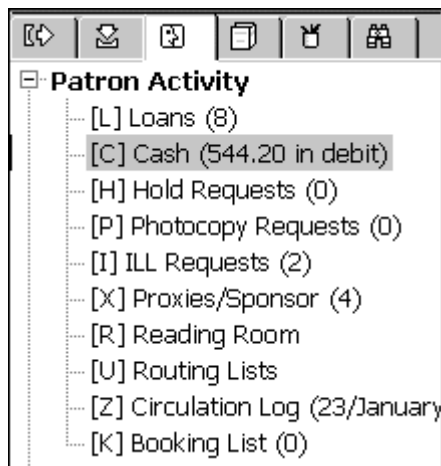 Patron Activity
[L] Loans (8)
[C] Cash (544.20 in debit)
[H] Hold Requests (0)
[P] Photocopy Requests (0)
[I] ILL Requests (2)
[X] Proxies/Sponsor (4)
[R] Reading Room
[U] Routing Lists
[Z] Circulation Log (23/January
[K] Booking List (0)